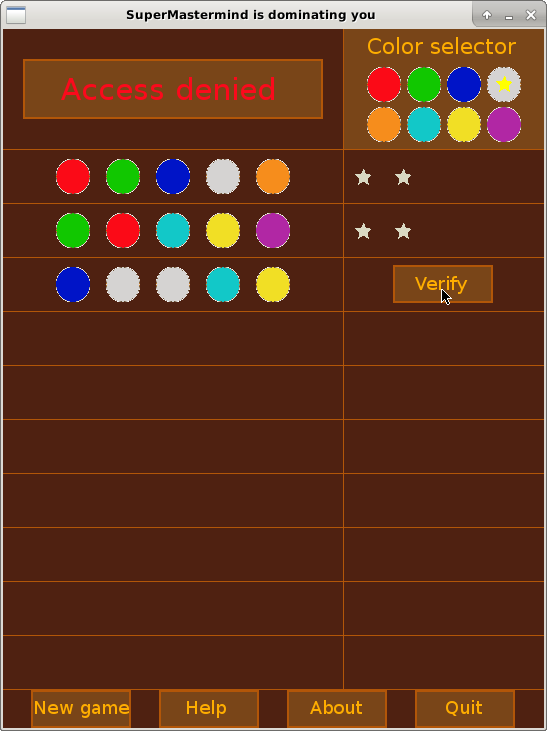 SuperMastermind is dominating you
Color selector
Access denied
Verify
New game
Help
About
Quit